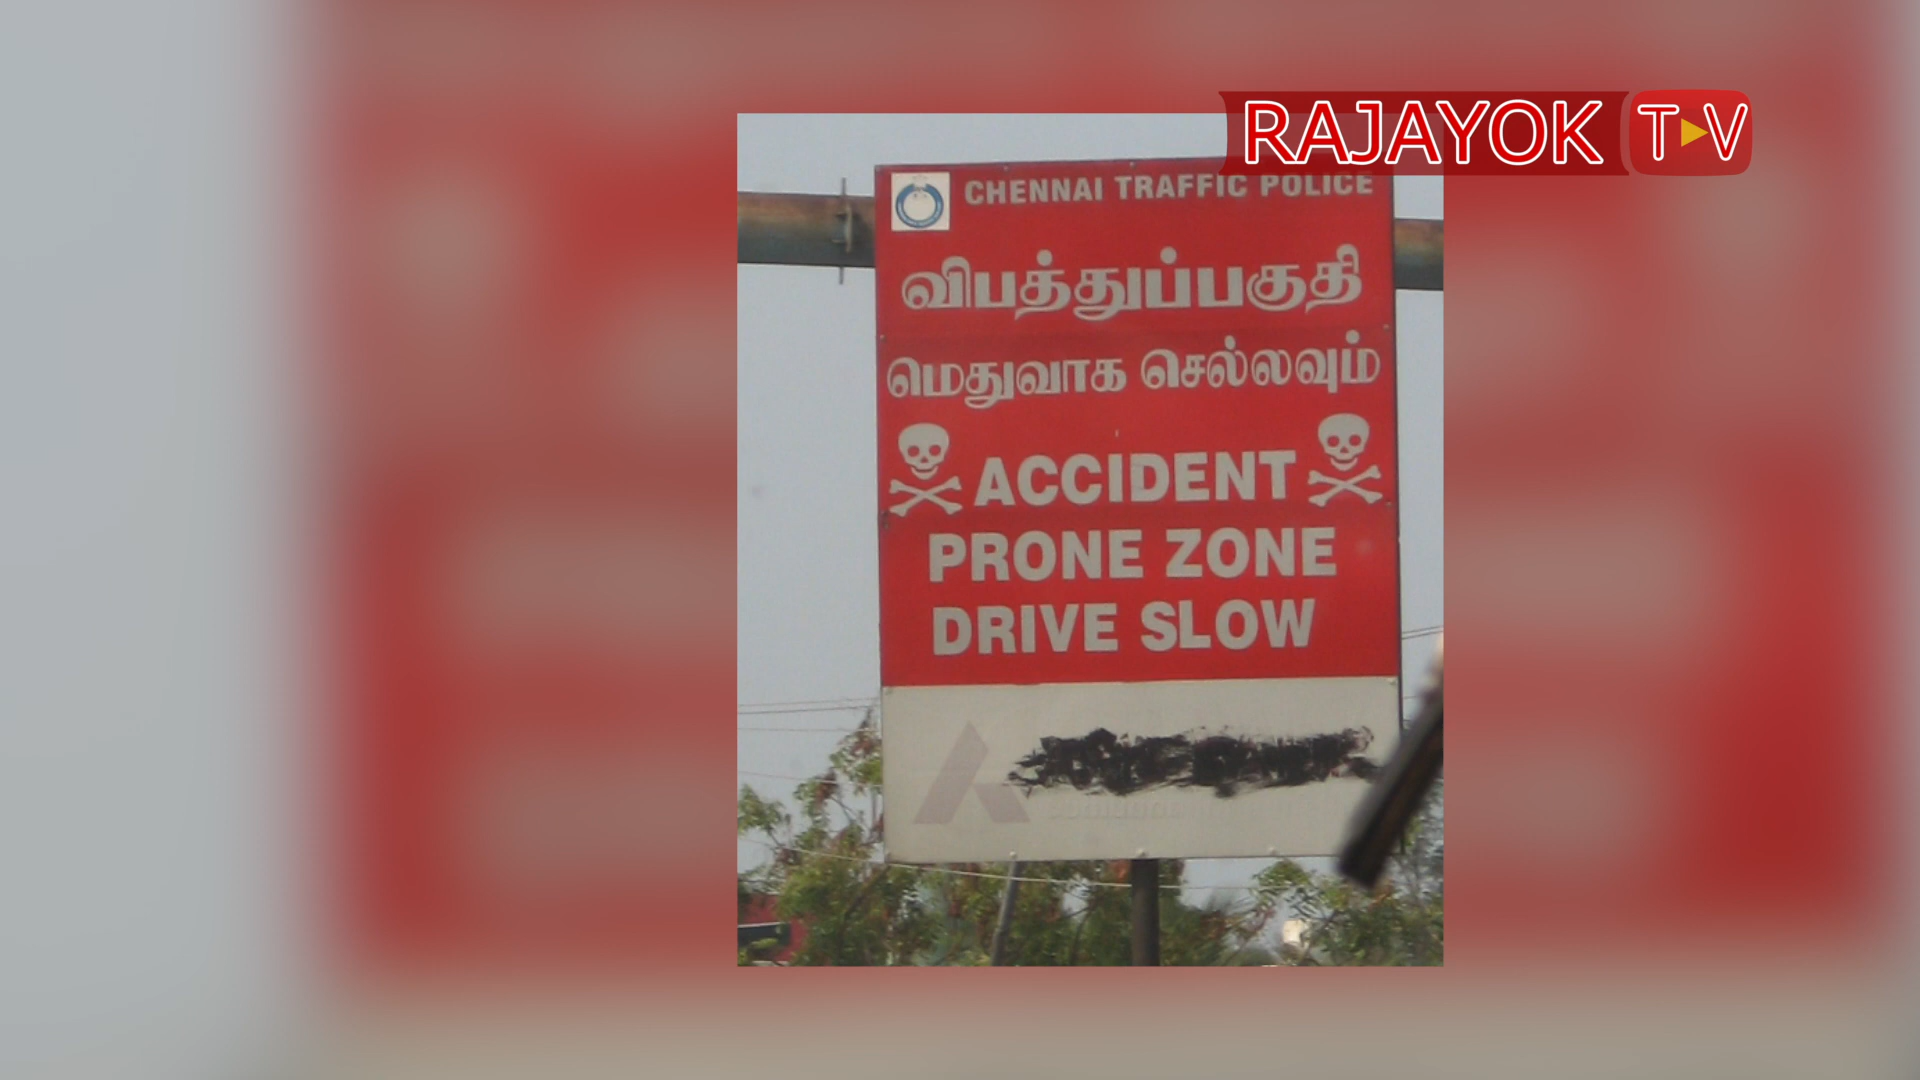 RAJAYOK TV
CHENNAI TRAFFIC POLICE
விபத்துப்பகுதி
மெதுவாக செல்லவும்
ACCIDENT
PRONE ZONE
DRIVE SLOW